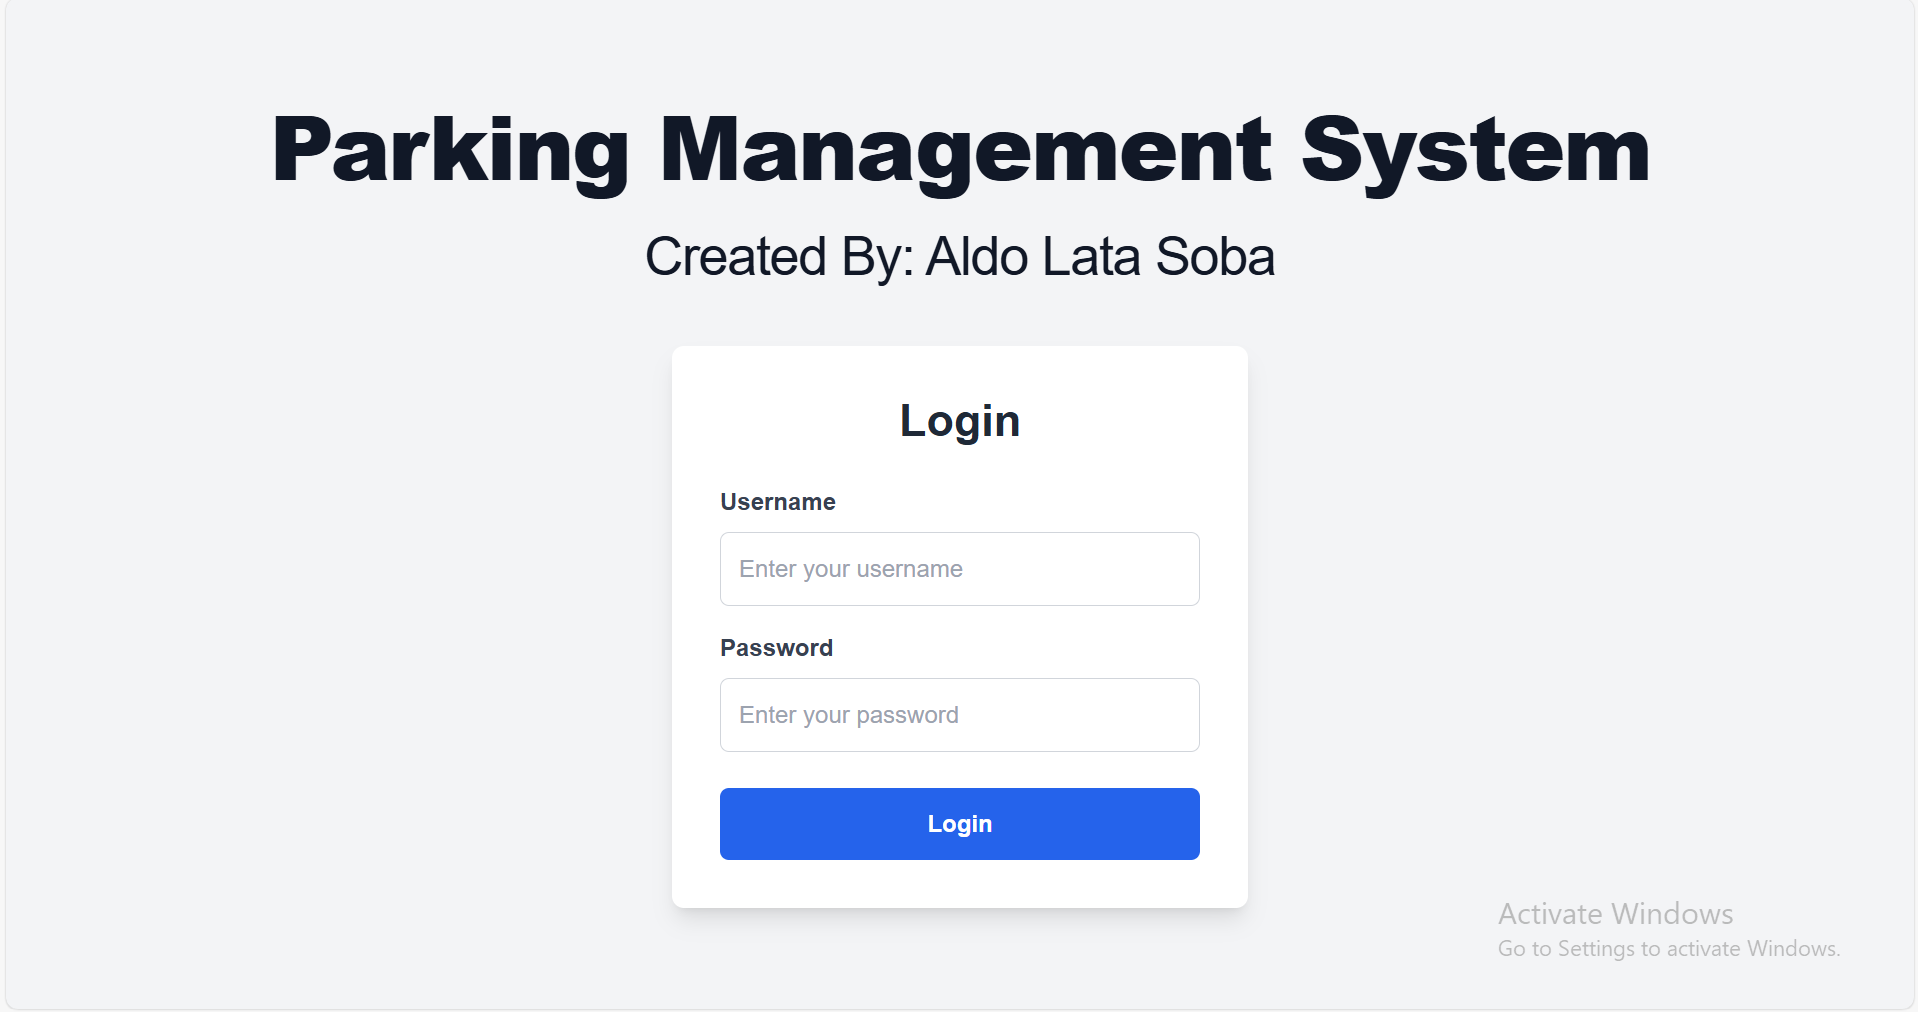 Parking Management System
Created By: Aldo Lata Soba
Login
Username
Enter your username
Password
Enter your password
Login
Activate Windows
Go to Settings to activate Windows.